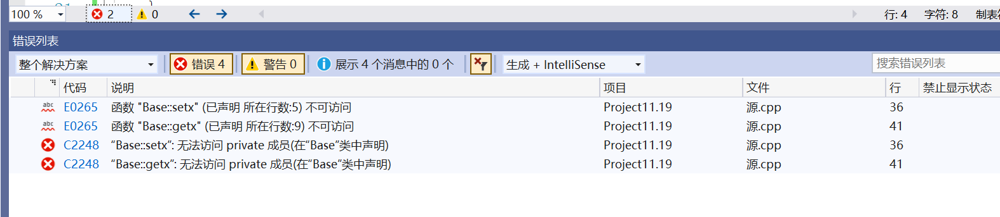 100 % 2 0 行: 4 字符: 8
错误列表
整个解决方案 错误 4 警告 0 展示 4 个消息中的 0 个 生成 + IntelliSense 搜索错误列表
代码 说明 项目 文件 行 禁止显示状态
abc E0265 函数 "Base::setx" (已声明 所在行数:5) 不可访问 Project11.19 源.cpp 36
abc E0265 函数 "Base::getx" (已声明 所在行数:9) 不可访问 Project11.19 源.cpp 41
C2248 “Base::setx”: 无法访问 private 成员(在“Base”类中声明) Project11.19 源.cpp 36
C2248 “Base::getx”: 无法访问 private 成员(在“Base”类中声明) Project11.19 源.cpp 41